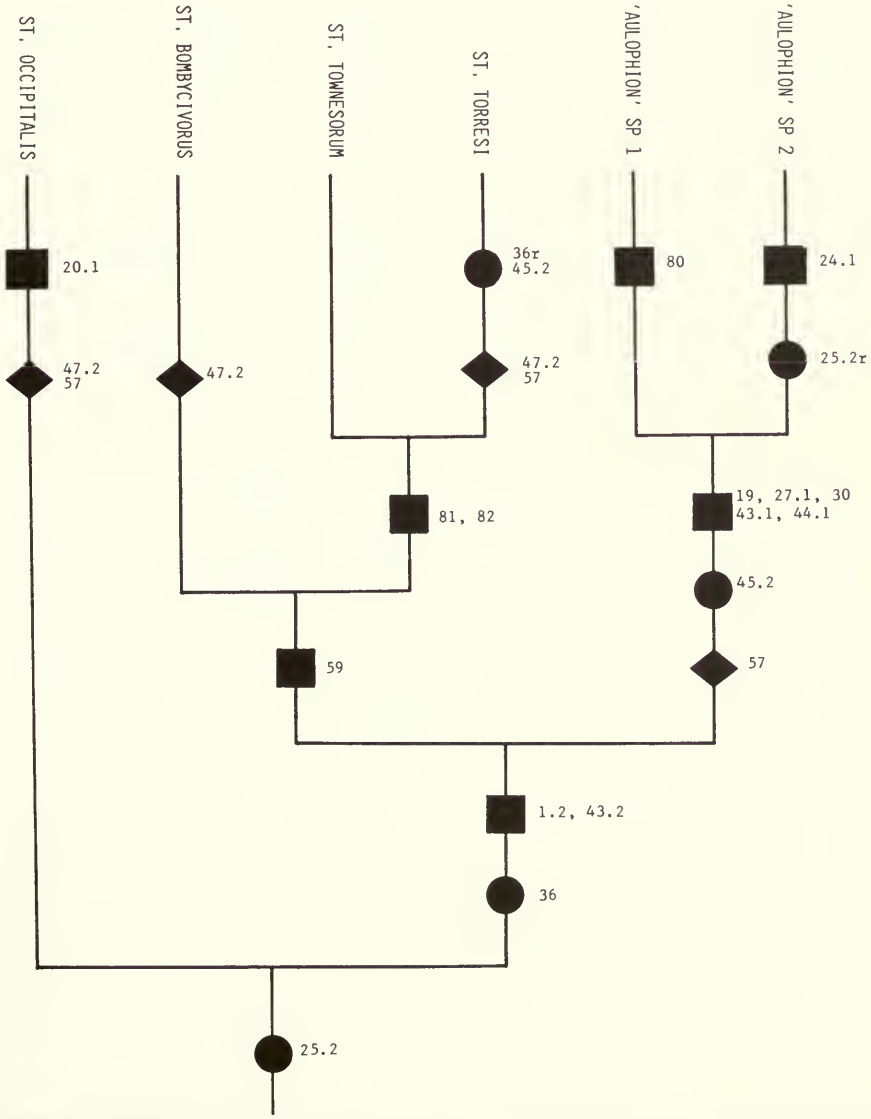 ST. OCCIPITALIS
ST. BOMBYCIVORUS
ST. TOWNESORUM
ST. TORRESI
'AULOPHION' SP 1
'AULOPHION' SP 2
20.1
36r
45.2
80
24.1
47.2
57
47.2
47.2
57
25.2r
81, 82
19, 27.1, 30
43.1, 44.1
45.2
59
57
1.2, 43.2
36
25.2